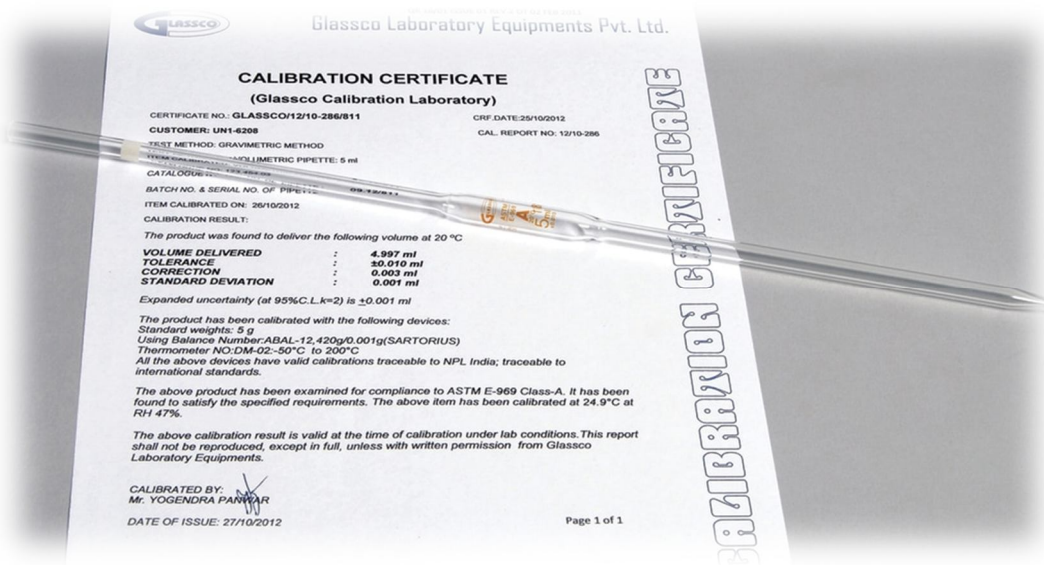 GLASSCO
Glassco Laboratory Equipments Pvt. Ltd.
CALIBRATION CERTIFICATE
(Glassco Calibration Laboratory)
CERTIFICATE NO.: GLASSCO/12/10-286/811
CRF.DATE:25/10/2012
CUSTOMER: UN1-6208
CAL. REPORT NO: 12/10-286
TEST METHOD: GRAVIMETRIC METHOD
VOLUMETRIC PIPETTE: 5 ml
BATCH NO. & SERIAL NO. OF
ITEM CALIBRATED ON: 26/10/2012
CALIBRATION RESULT:
The product was found to deliver the following volume at 20 ºC
VOLUME DELIVERED : 4.997 ml
TOLERANCE : ±0.010 ml
CORRECTION : 0.003 ml
STANDARD DEVIATION : 0.001 ml
Expanded uncertainty (at 95%C.L.k=2) is ±0.001 ml
The product has been calibrated with the following devices:
Standard weights: 5 g
Using Balance Number:ABAL-12,420g/0.001g(SARTORIUS)
Thermometer NO:DM-02:-50°C to 200°C
All the above devices have valid calibrations traceable to NPL India; traceable to
international standards.
The above product has been examined for compliance to ASTM E-969 Class-A. It has been
found to satisfy the specified requirements. The above item has been calibrated at 24.9°C at
RH 47%.
The above calibration result is valid at the time of calibration under lab conditions.This report
shall not be reproduced, except in full, unless with written permission from Glassco
Laboratory Equipments.
CALIBRATED BY:
Mr. YOGENDRA PANWAR
DATE OF ISSUE: 27/10/2012
Page 1 of 1
CALIBRATION CERTIFICATE
A
5ml